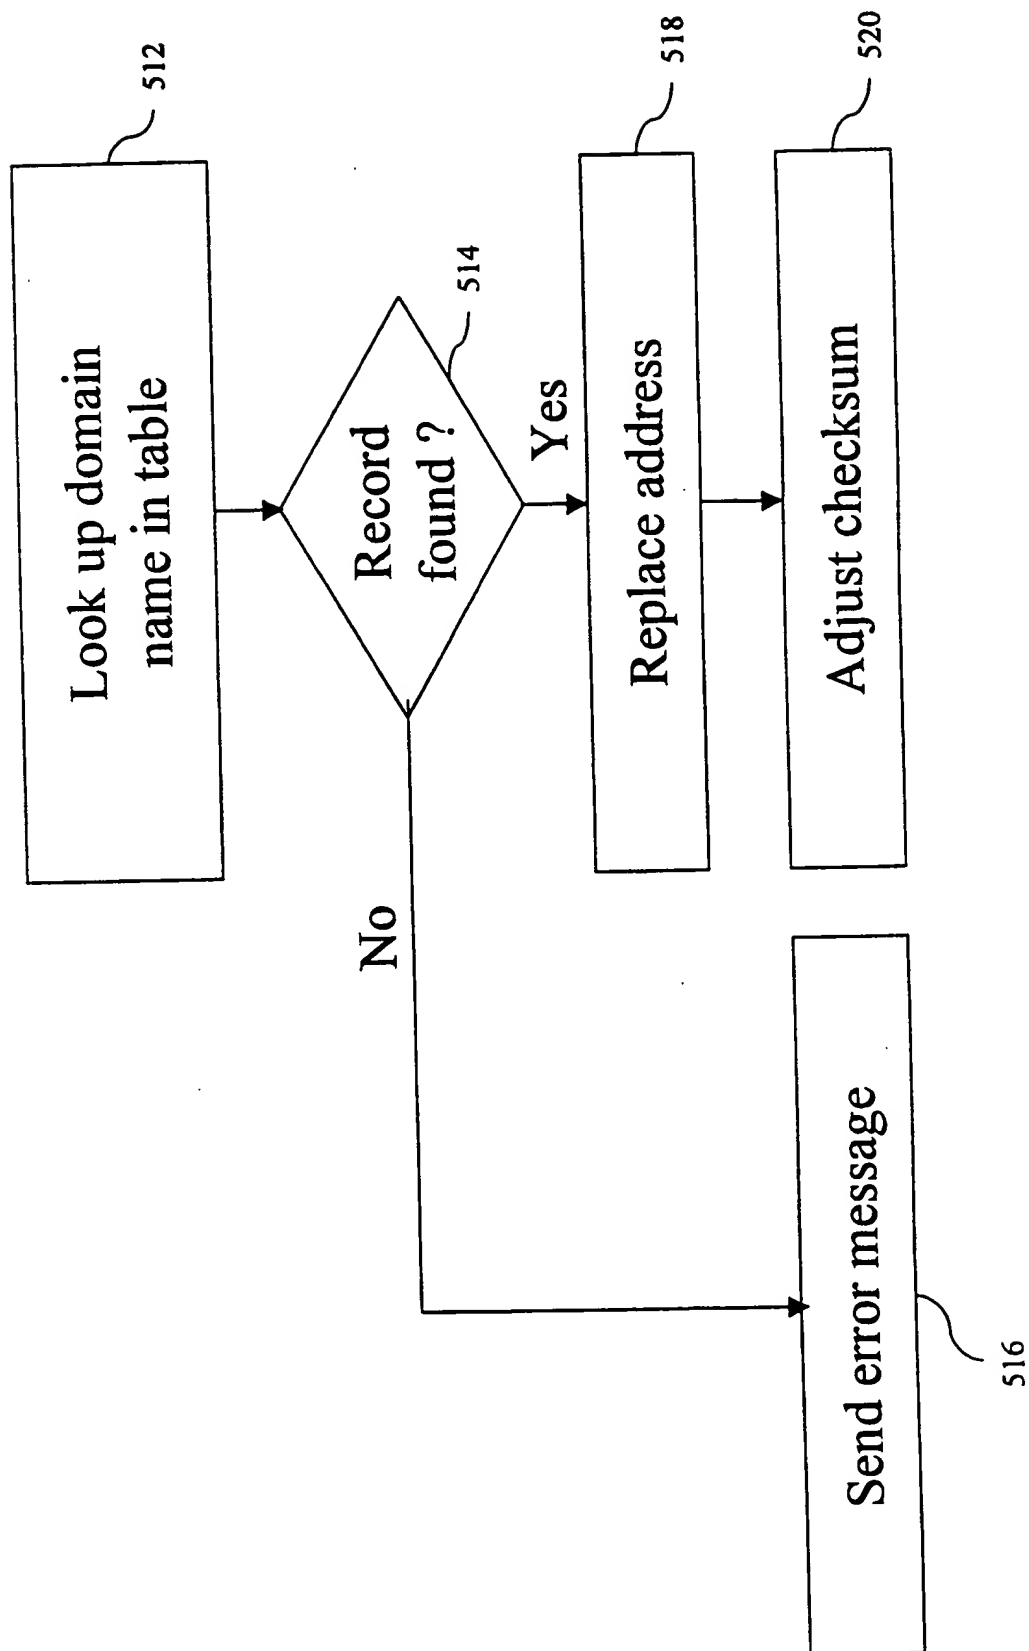 Look up domain
name in table
512
Record
found ?
514
No
Yes
Replace address
518
Adjust checksum
520
Send error message
516